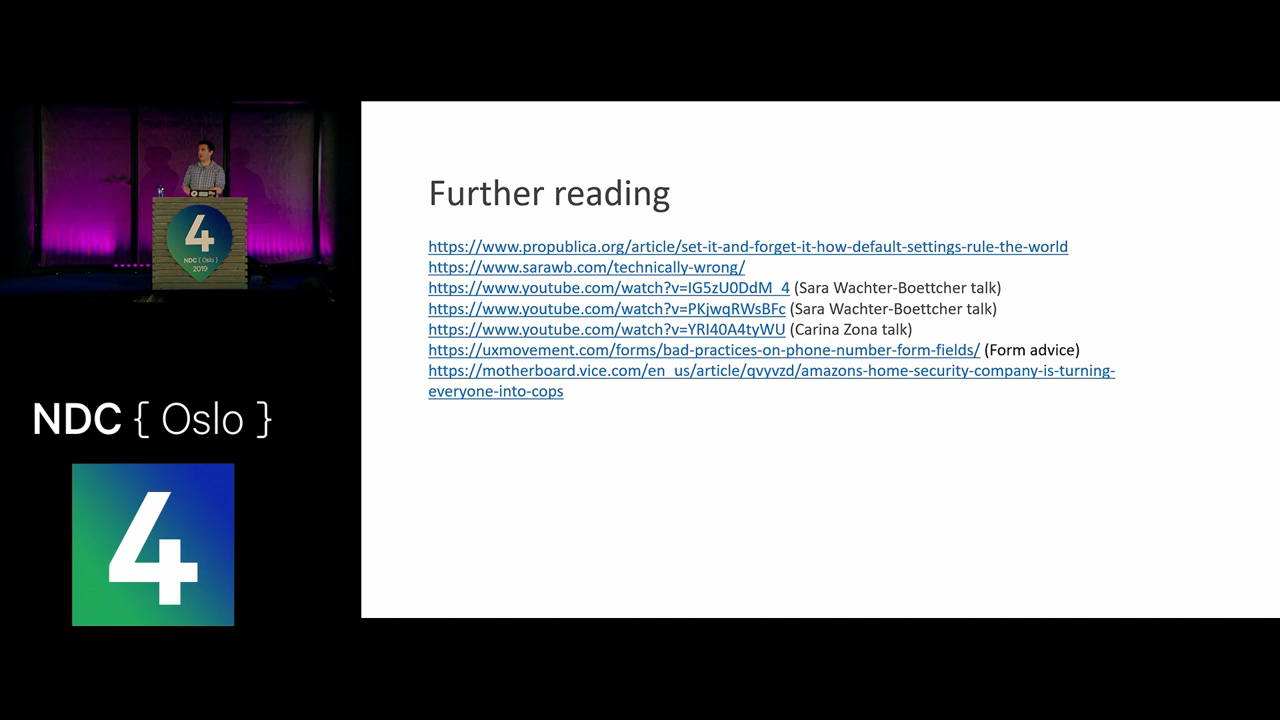 4
NDC { Oslo }
2019
NDC { Oslo }
4
Further reading
https://www.propublica.org/article/set-it-and-forget-it-how-default-settings-rule-the-world
https://www.sarawb.com/technically-wrong/
https://www.youtube.com/watch?v=IG5zU0DdM_4 (Sara Wachter-Boettcher talk)
https://www.youtube.com/watch?v=PKjwqRWsBFc (Sara Wachter-Boettcher talk)
https://www.youtube.com/watch?v=YRI40A4tyWU (Carina Zona talk)
https://uxmovement.com/forms/bad-practices-on-phone-number-form-fields/ (Form advice)
https://motherboard.vice.com/en_us/article/qvyvzd/amazons-home-security-company-is-turning-
everyone-into-cops